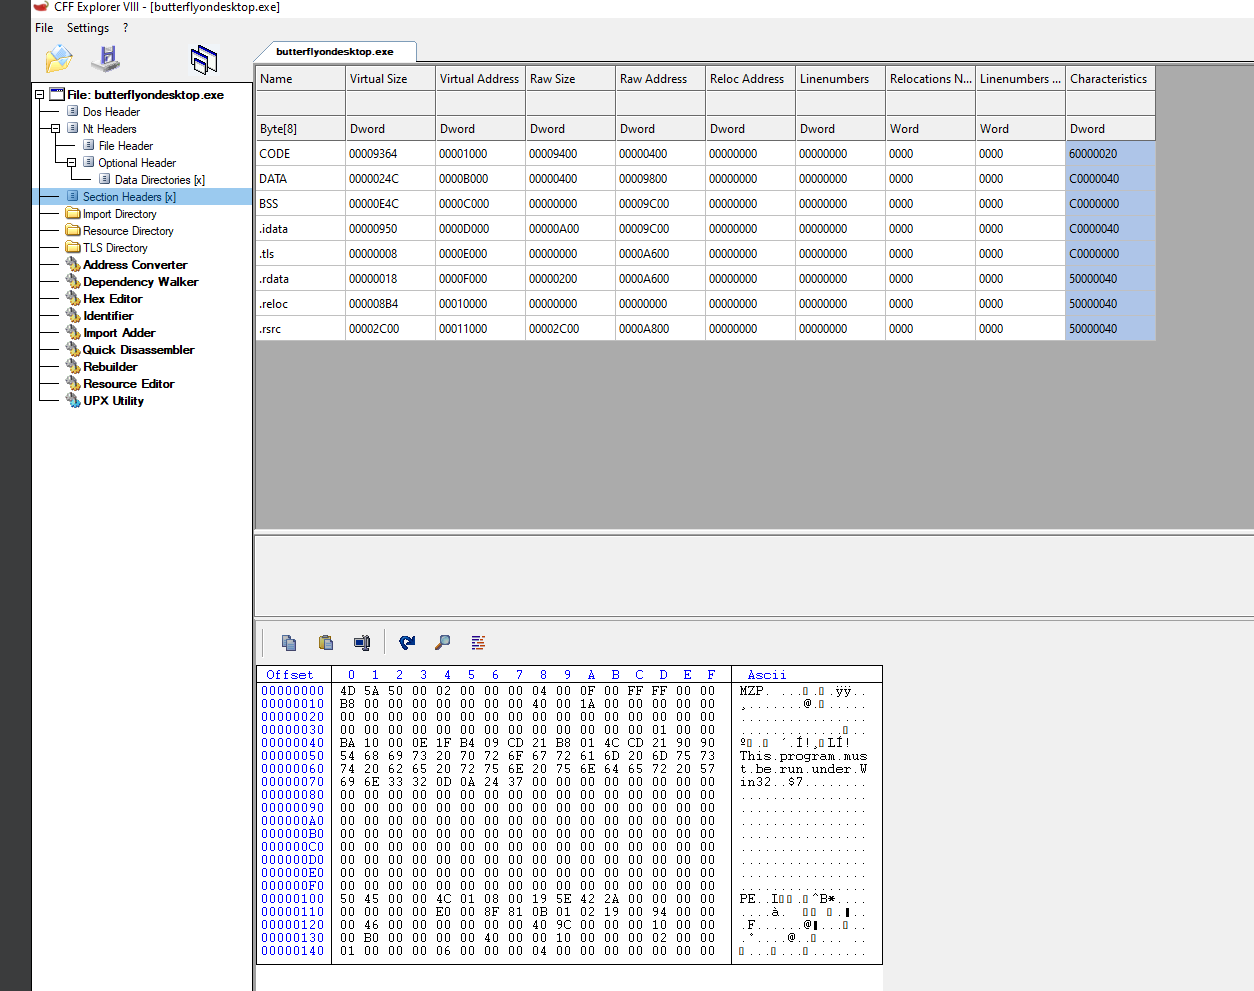 CFF Explorer VIII - [butterflyondesktop.exe]
File Settings ?
butterflyondesktop.exe
File: butterflyondesktop.exe
Dos Header
Nt Headers
File Header
Optional Header
Data Directories [x]
Section Headers [x]
Import Directory
Resource Directory
TLS Directory
Address Converter
Dependency Walker
Hex Editor
Identifier
Import Adder
Quick Disassembler
Rebuilder
Resource Editor
UPX Utility
Name Virtual Size Virtual Address Raw Size Raw Address Reloc Address Linenumbers Relocations N... Linenumbers ... Characteristics
Byte[8] Dword Dword Dword Dword Dword Dword Word Word Dword
CODE 00009364 00001000 00009400 00000400 00000000 00000000 0000 0000 60000020
DATA 0000024C 0000B000 00000400 00009800 00000000 00000000 0000 0000 C0000040
BSS 00000E4C 0000C000 00000000 00009C00 00000000 00000000 0000 0000 C0000000
.idata 00000950 0000D000 00000A00 00009C00 00000000 00000000 0000 0000 C0000040
.tls 00000008 0000E000 00000000 0000A600 00000000 00000000 0000 0000 C0000000
.rdata 00000018 0000F000 00000200 0000A600 00000000 00000000 0000 0000 50000040
.reloc 000008B4 00010000 00000000 00000000 00000000 00000000 0000 0000 50000040
.rsrc 00002C00 00011000 00002C00 0000A800 00000000 00000000 0000 0000 50000040
Offset 0 1 2 3 4 5 6 7 8 9 A B C D E F Ascii
00000000 4D 5A 50 00 02 00 00 00 04 00 0F 00 FF FF 00 00 MZP.....ÿÿ..
00000010 B8 00 00 00 00 00 00 00 40 00 1A 00 00 00 00 00 ¸.......@......
00000020 00 00 00 00 00 00 00 00 00 00 00 00 00 00 00 00 ................
00000030 00 00 00 00 00 00 00 00 00 00 00 00 00 01 00 00 ...............
00000040 BA 10 00 0E 1F B4 09 CD 21 B8 01 4C CD 21 90 90 º.´.Í!¸LÍ!
00000050 54 68 69 73 20 70 72 6F 67 72 61 6D 20 6D 75 73 This.program.mus
00000060 74 20 62 65 20 72 75 6E 20 75 6E 64 65 72 20 57 t.be.run.under.W
00000070 69 6E 33 32 0D 0A 24 37 00 00 00 00 00 00 00 00 in32..$7........
00000080 00 00 00 00 00 00 00 00 00 00 00 00 00 00 00 00 ................
00000090 00 00 00 00 00 00 00 00 00 00 00 00 00 00 00 00 ................
000000A0 00 00 00 00 00 00 00 00 00 00 00 00 00 00 00 00 ................
000000B0 00 00 00 00 00 00 00 00 00 00 00 00 00 00 00 00 ................
000000C0 00 00 00 00 00 00 00 00 00 00 00 00 00 00 00 00 ................
000000D0 00 00 00 00 00 00 00 00 00 00 00 00 00 00 00 00 ................
000000E0 00 00 00 00 00 00 00 00 00 00 00 00 00 00 00 00 ................
000000F0 00 00 00 00 00 00 00 00 00 00 00 00 00 00 00 00 ................
00000100 50 45 00 00 4C 01 08 00 19 5E 42 2A 00 00 00 00 PE..L.^B*....
00000110 00 00 00 00 E0 00 8F 81 0B 01 02 19 00 94 00 00 ....à...
00000120 00 46 00 00 00 00 00 00 40 9C 00 00 00 10 00 00 .F......@.....
00000130 00 B0 00 00 00 00 40 00 00 10 00 00 00 02 00 00 .°....@........
00000140 01 00 00 00 06 00 00 00 04 00 00 00 00 00 00 00 .............